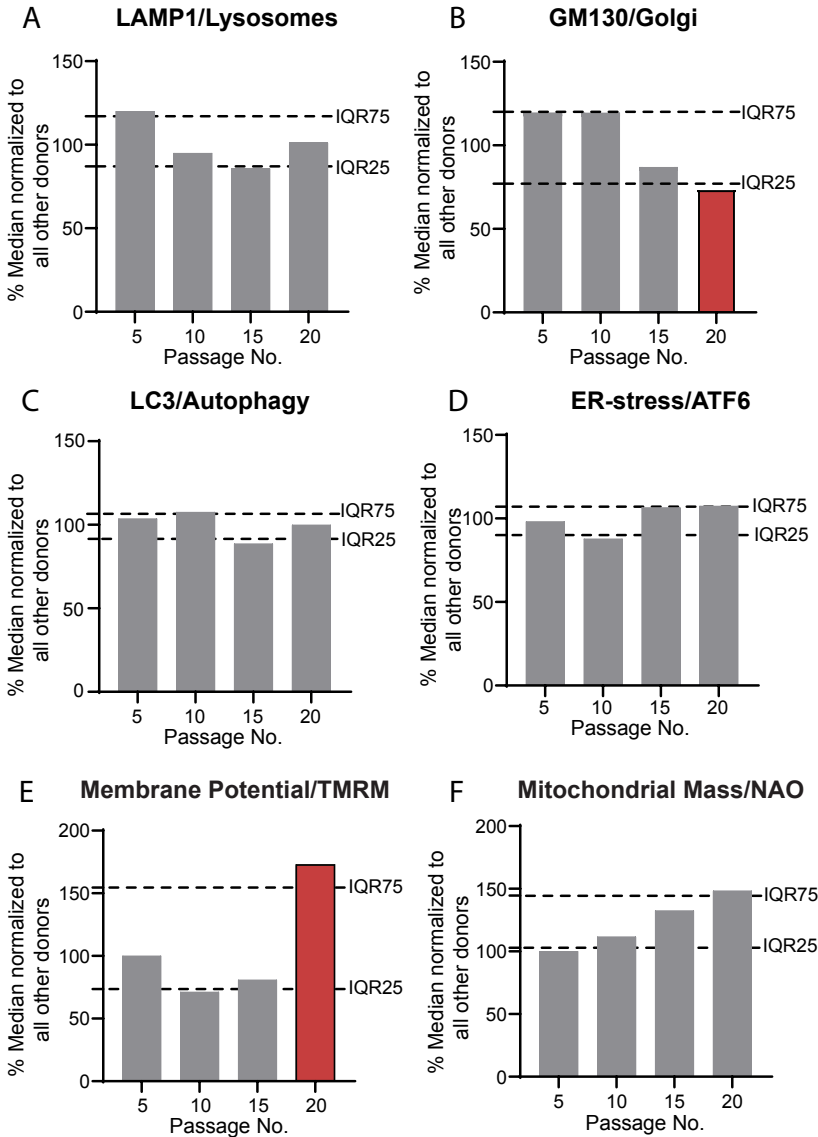 A
LAMP1/Lysosomes
% Median normalized to
all other donors
150
100
50
0
IQR75
IQR25
5 10 15 20
Passage No.
B
GM130/Golgi
% Median normalized to
all other donors
150
100
50
0
IQR75
IQR25
5 10 15 20
Passage No.
C
LC3/Autophagy
% Median normalized to
all other donors
150
100
50
0
IQR75
IQR25
5 10 15 20
Passage No.
D
ER-stress/ATF6
% Median normalized to
all other donors
150
100
50
0
IQR75
IQR25
5 10 15 20
Passage No.
E
Membrane Potential/TMRM
% Median normalized to
all other donors
200
150
100
50
0
IQR75
IQR25
5 10 15 20
Passage No.
F
Mitochondrial Mass/NAO
% Median normalized to
all other donors
200
150
100
50
0
IQR75
IQR25
5 10 15 20
Passage No.